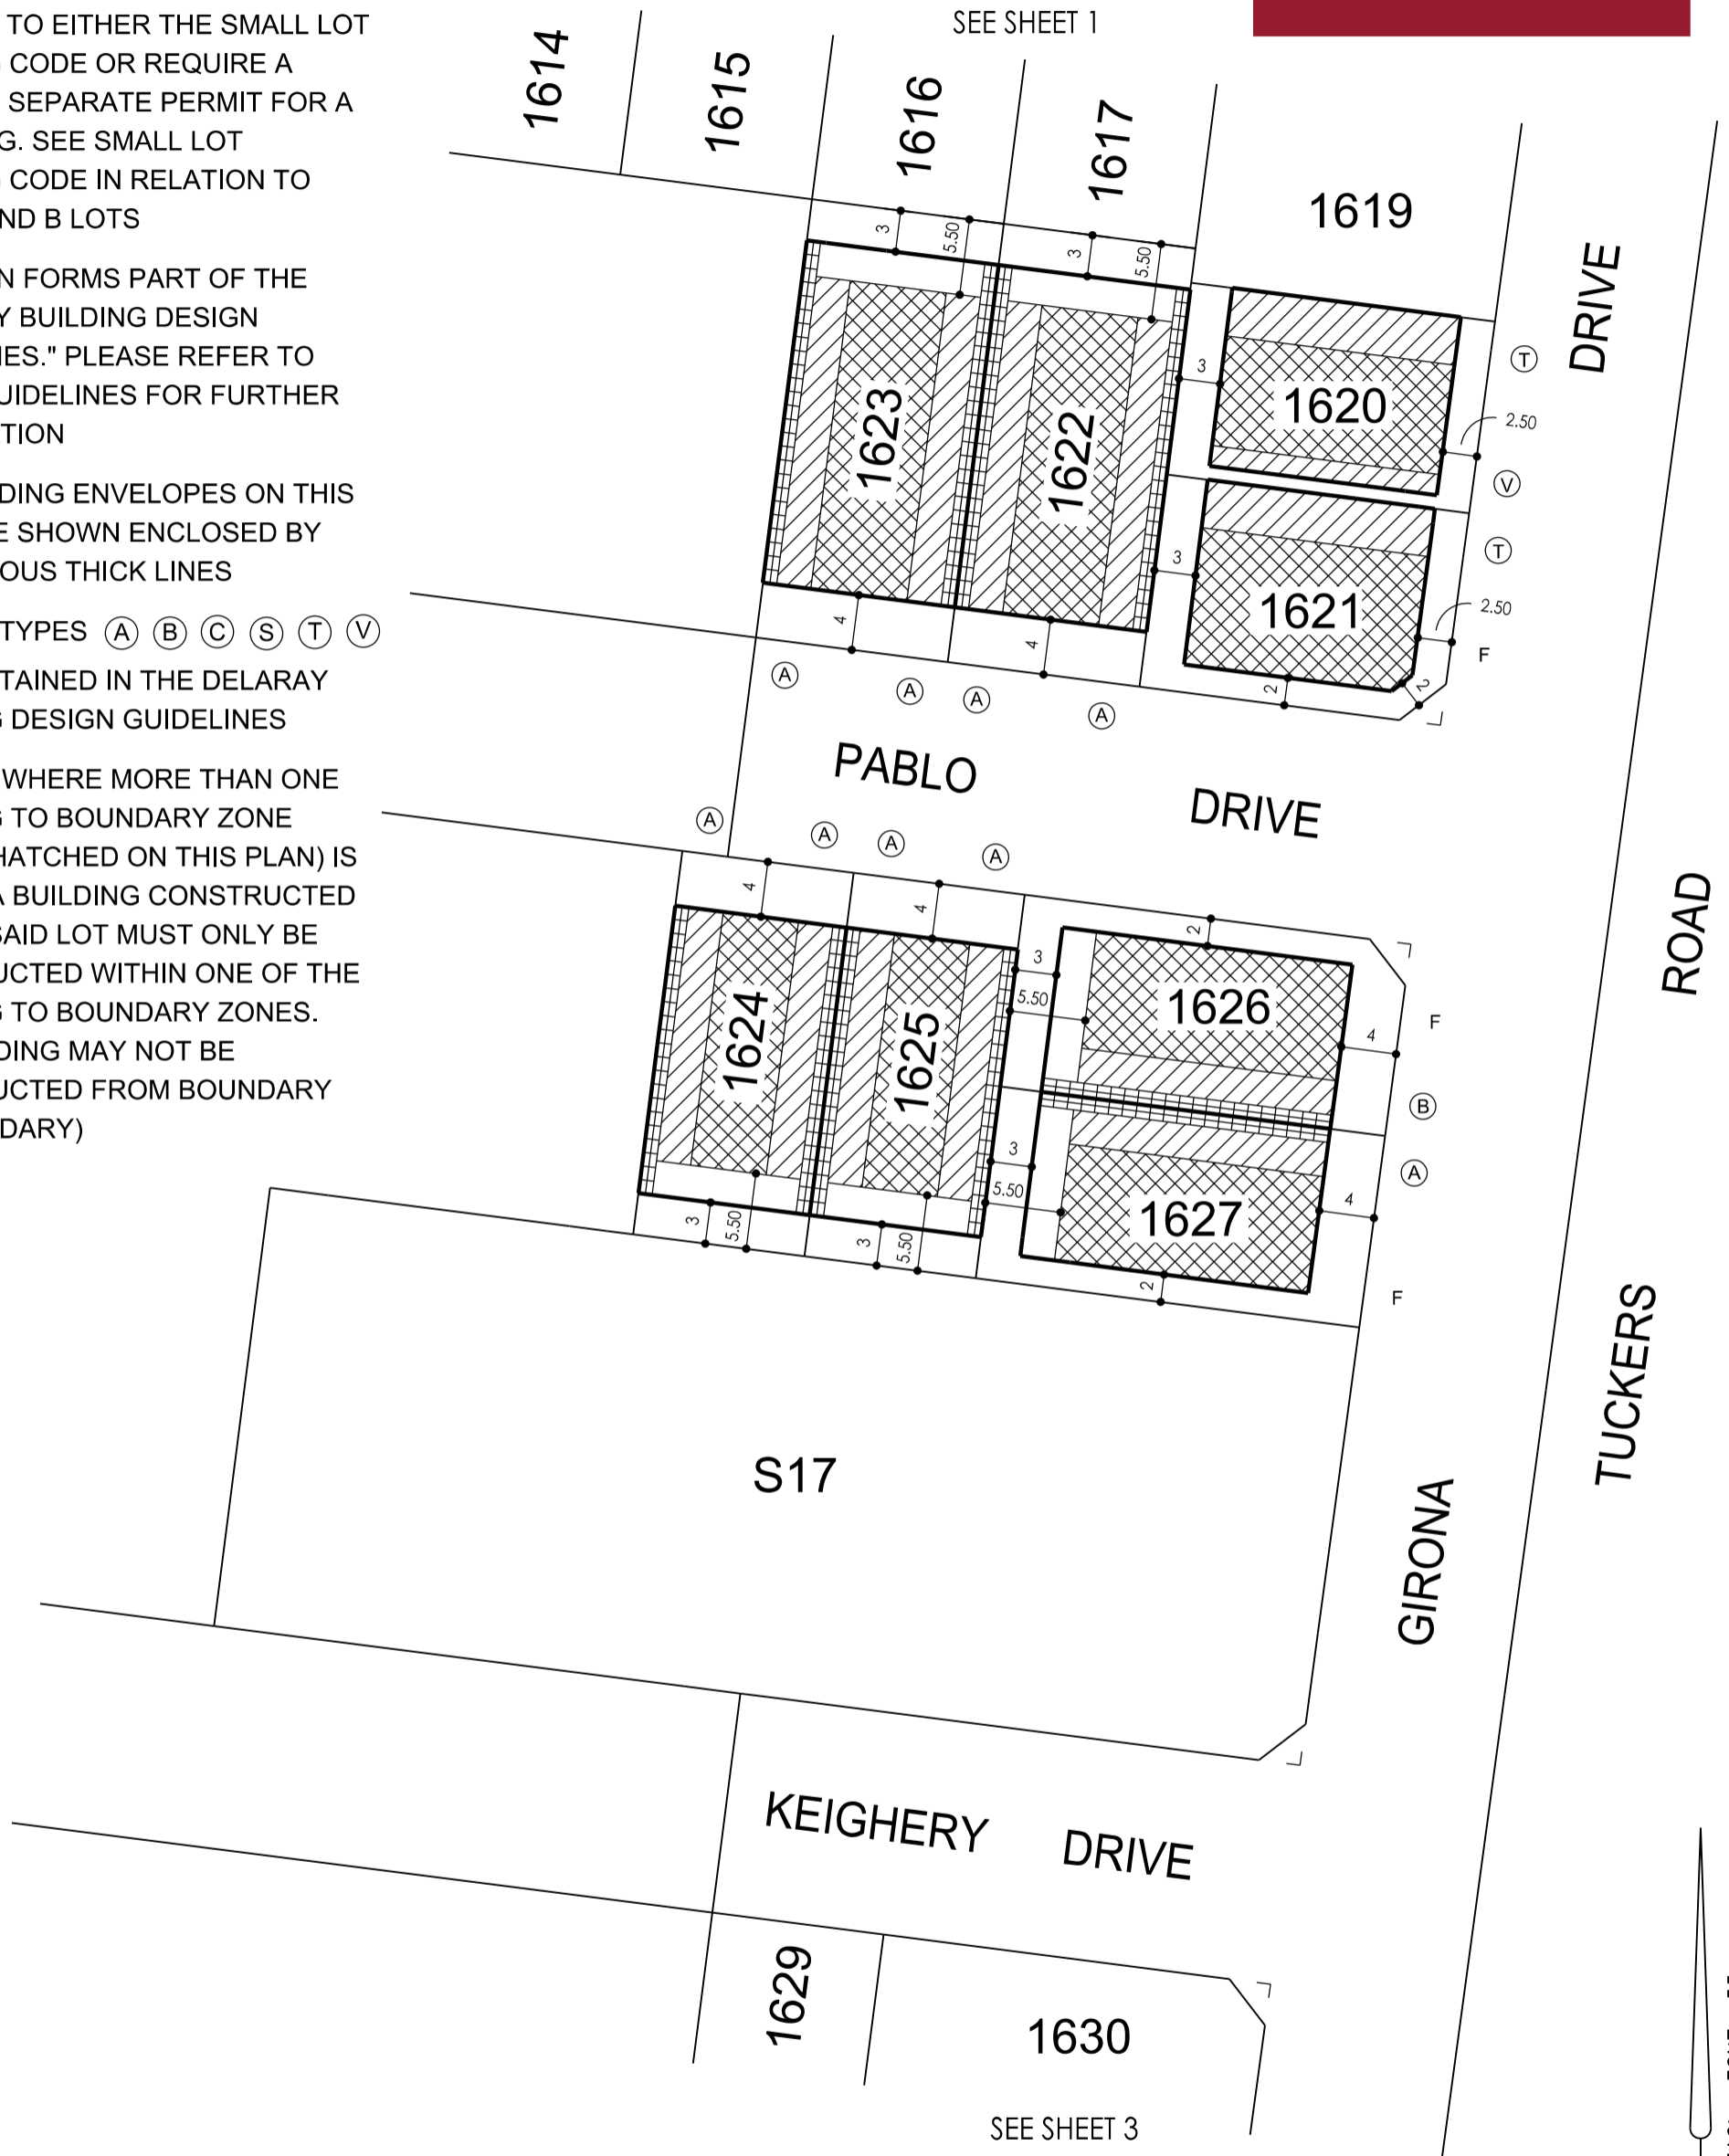 TO EITHER THE SMALL LOT
CODE OR REQUIRE A
SEPARATE PERMIT FOR A
G. SEE SMALL LOT
CODE IN RELATION TO
ND B LOTS
N FORMS PART OF THE
Y BUILDING DESIGN
IES." PLEASE REFER TO
UIDELINES FOR FURTHER
TION
DING ENVELOPES ON THIS
E SHOWN ENCLOSED BY
OUS THICK LINES
TYPES A B C S T V
TAINED IN THE DELARAY
G DESIGN GUIDELINES
WHERE MORE THAN ONE
G TO BOUNDARY ZONE
HATCHED ON THIS PLAN) IS
A BUILDING CONSTRUCTED
SAID LOT MUST ONLY BE
UCTED WITHIN ONE OF THE
G TO BOUNDARY ZONES.
DING MAY NOT BE
UCTED FROM BOUNDARY
DARY)
SEE SHEET 1
1614
1615
1616
1617
1619
3
5.50
3
5.50
1623
1622
3
1620
T
2.50
V
3
1621
T
2.50
F
4
4
2
2
A
A
A
A
PABLO DRIVE
A
A
A
A
4
4
1624
1625
3
5.50
2
1626
4
F
B
3
5.50
1627
A
4
3
5.50
3
5.50
2
F
S17
GIRONA DRIVE
TUCKERS ROAD
KEIGHERY DRIVE
1629
1630
SEE SHEET 3